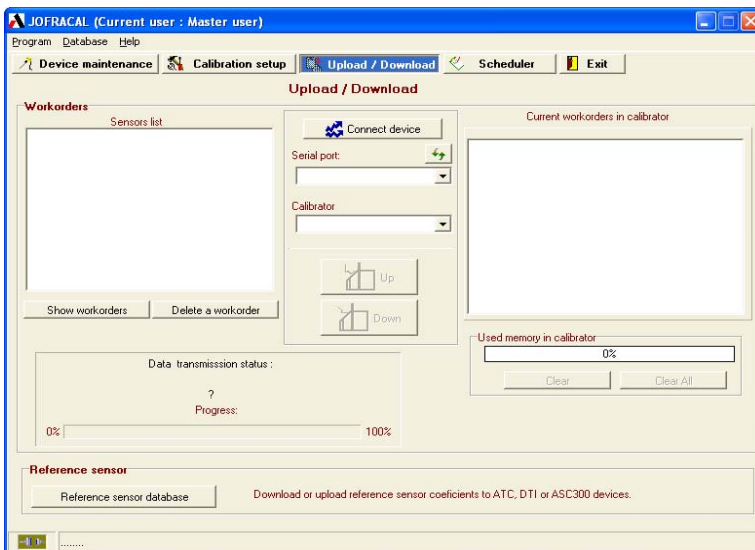 JOFRACAL (Current user : Master user)
Program Database Help
Device maintenance Calibration setup Upload / Download Scheduler Exit
Upload / Download
Workorders
Sensors list
Connect device
Serial port:
Calibrator
Up
Down
Show workorders Delete a workorder
Current workorders in calibrator
Used memory in calibrator
0%
Clear Clear All
Data transmisssion status :
?
Progress:
0% 100%
Reference sensor
Reference sensor database
Download or upload reference sensor coeficients to ATC, DTI or ASC300 devices.
........